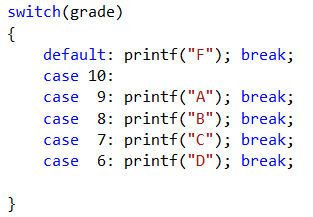 switch(grade)
{
    default: printf("F"); break;
    case 10:
    case  9: printf("A"); break;
    case  8: printf("B"); break;
    case  7: printf("C"); break;
    case  6: printf("D"); break;
}